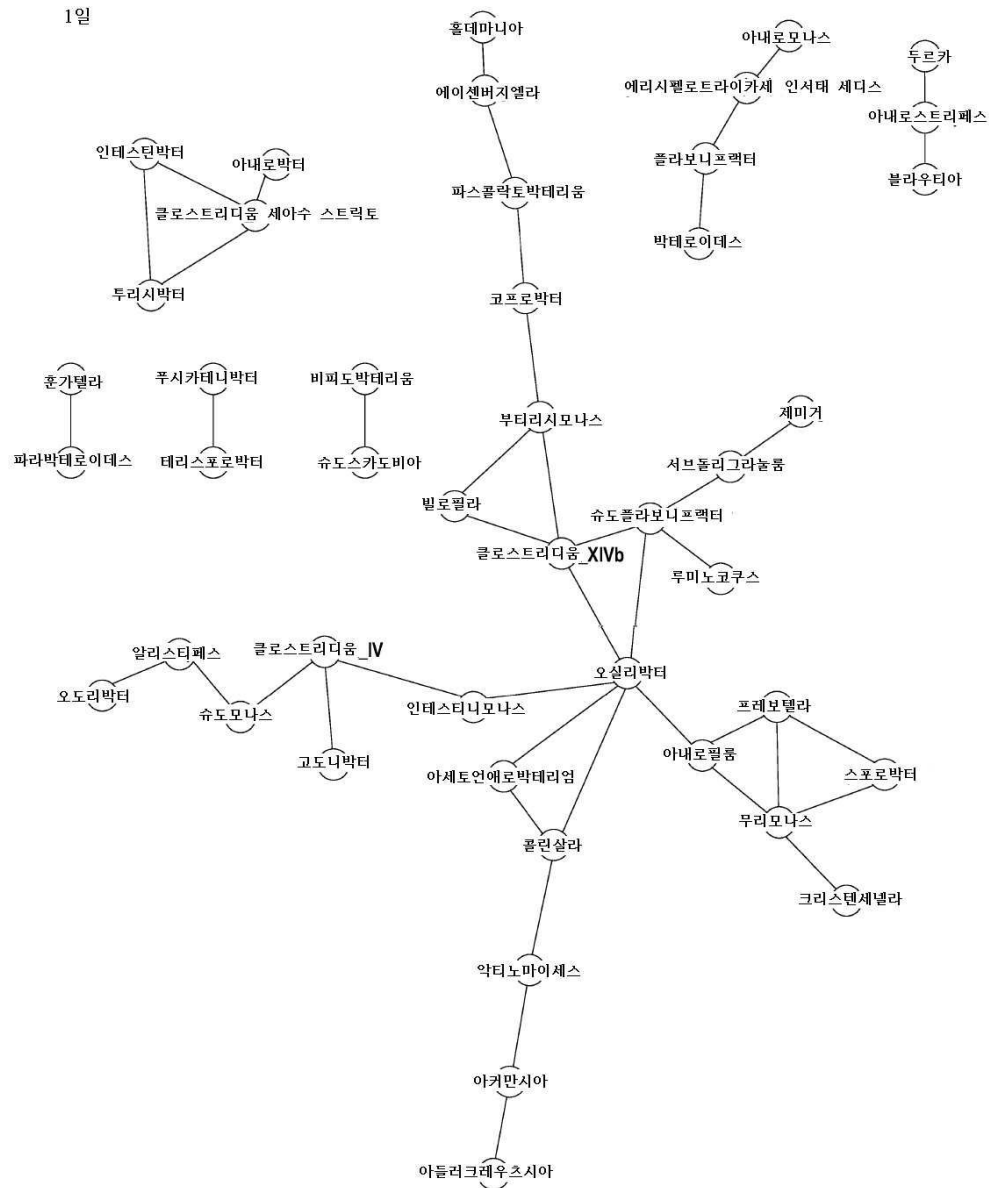 1일
홀데마니아
아내로모나스
두르카
에이센버지엘라
에리시펠로트라이카세 인서태 세디스
아내로스트리페스
인테스틴박터
아내로박터
플라보니프랙터
블라우티아
파스콜락토박테리움
클로스트리디움 세아수 스트릭토
박테로이데스
투리시박터
코프로박터
훈가텔라
푸시카테니박터
비피도박테리움
부티리시모나스
제미거
파라박테로이데스
테리스포로박터
슈도스카도비아
서브돌리그라눌룸
빌로필라
슈도플라보니프랙터
클로스트리디움_XIVb
루미노코쿠스
알리스티페스
클로스트리디움_IV
오실리박터
오도리박터
슈도모나스
인테스티니모나스
프레보텔라
고도니박터
아내로필룸
아세토언애로박테리엄
스포로박터
무리모나스
콜린살라
크리스텐세넬라
악티노마이세스
아커만시아
아들러크레우츠시아